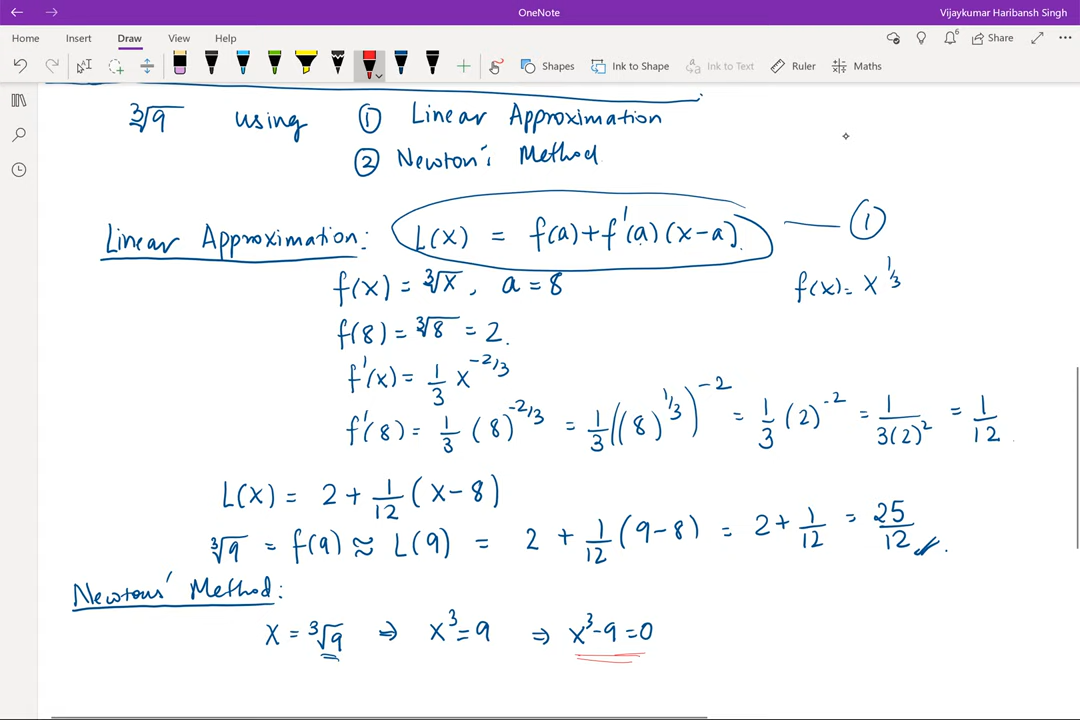 OneNote
Vijaykumar Haribansh Singh
Home Insert Draw View Help
6 Share
Shapes Ink to Shape Ink to Text Ruler Maths
∛9 using ① Linear Approximation
② Newton's Method
Linear Approximation: L(x) = f(a)+f'(a)(x-a) — ①
f(x) = ∛x, a = 8
f(x) = x^1/3
f(8) = ∛8 = 2.
f'(x) = 1/3 x^-2/3
f'(8) = 1/3 (8)^-2/3 = 1/3((8)^1/3)^-2 = 1/3 (2)^-2 = 1/3(2)^2 = 1/12
L(x) = 2 + 1/12 (x-8)
∛9 = f(9) ≈ L(9) = 2 + 1/12 (9-8) = 2 + 1/12 = 25/12
Newtons' Method:
x = ∛9 ⇒ x^3 = 9 ⇒ x^3-9=0